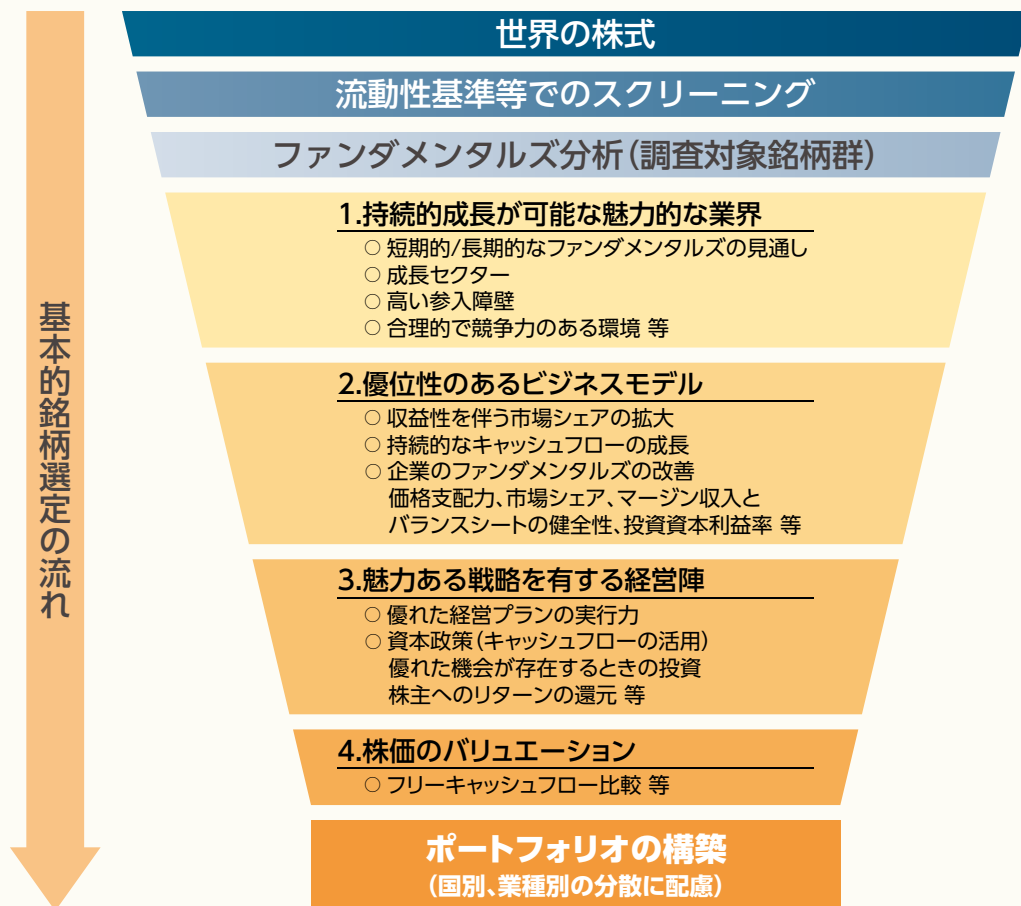 世界の株式
流動性基準等でのスクリーニング
ファンダメンタルズ分析(調査対象銘柄群)
基本的銘柄選定の流れ
1.持続的成長が可能な魅力的な業界
○ 短期的/長期的なファンダメンタルズの見通し
○ 成長セクター
○ 高い参入障壁
○ 合理的で競争力のある環境 等
2.優位性のあるビジネスモデル
○ 収益性を伴う市場シェアの拡大
○ 持続的なキャッシュフローの成長
○ 企業のファンダメンタルズの改善
価格支配力、市場シェア、マージン収入と
バランスシートの健全性、投資資本利益率 等
3.魅力ある戦略を有する経営陣
○ 優れた経営プランの実行力
○ 資本政策(キャッシュフローの活用)
優れた機会が存在するときの投資
株主へのリターンの還元 等
4.株価のバリュエーション
○ フリーキャッシュフロー比較 等
ポートフォリオの構築
(国別、業種別の分散に配慮)